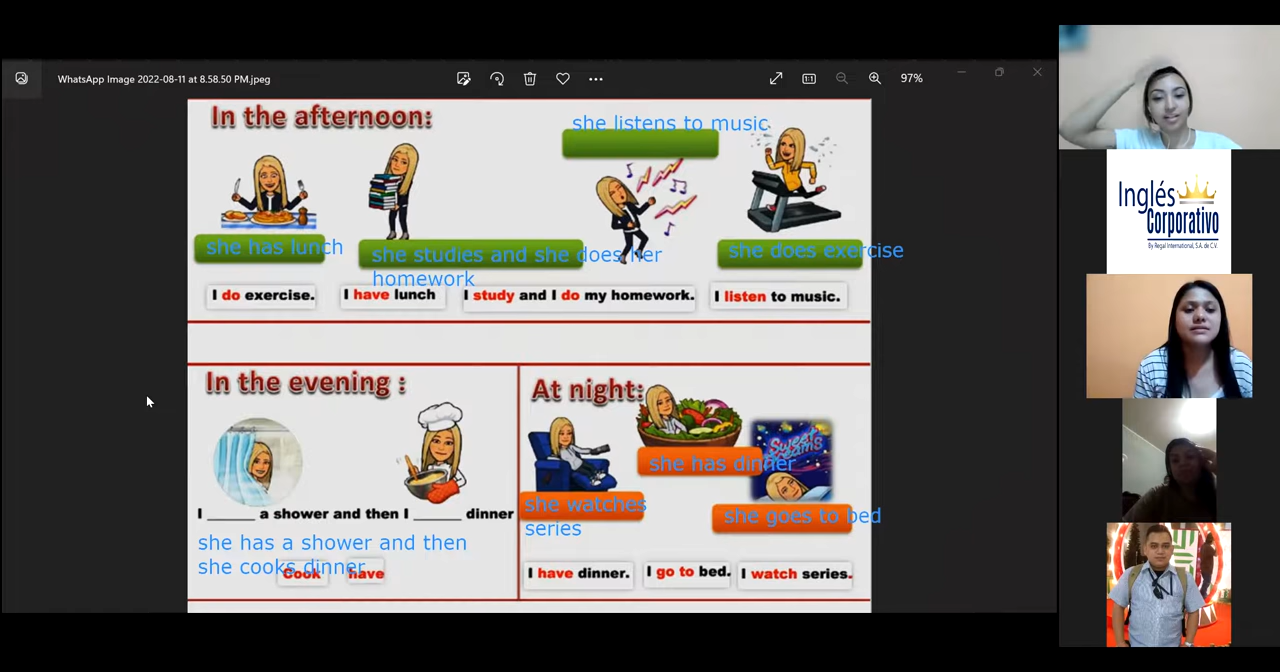 WhatsApp Image 2022-08-11 at 8.58.50 PM.jpeg
97%
In the afternoon:
she listens to music
she has lunch
she studies and she does her
homework
she does exercise
I do exercise.
I have lunch
I study and I do my homework.
I listen to music.
In the evening :
At night:
Sweet
Dreams
she has dinner
she watches
series
she goes to bed
I ______ a shower and then I _____ dinner
she has a shower and then
she cooks dinner
Cook
have
I have dinner.
I go to bed.
I watch series.
Inglés
Corporativo
By Regal International, S.A. de C.V.